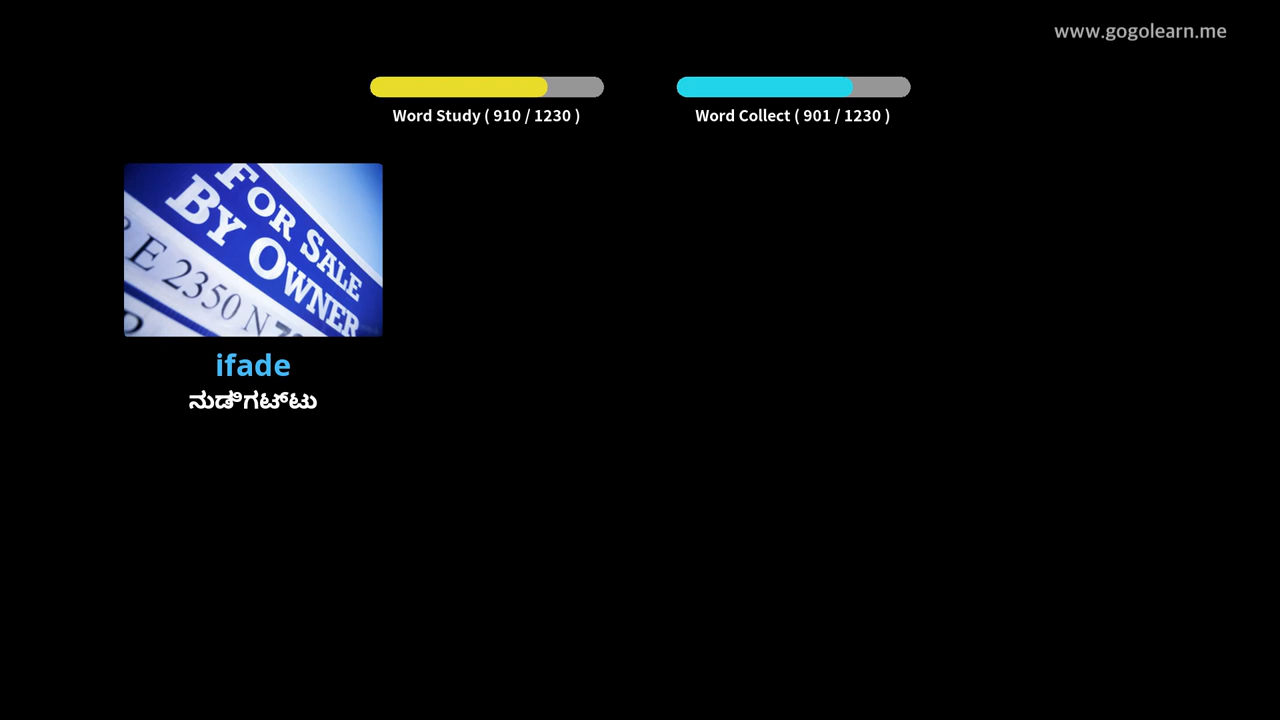 www.gogolearn.me
Word Study ( 910 / 1230 )
Word Collect ( 901 / 1230 )
FOR SALE
BY OWNER
E 2350 N
ifade
ನುಡಿಗಟ್ಟು